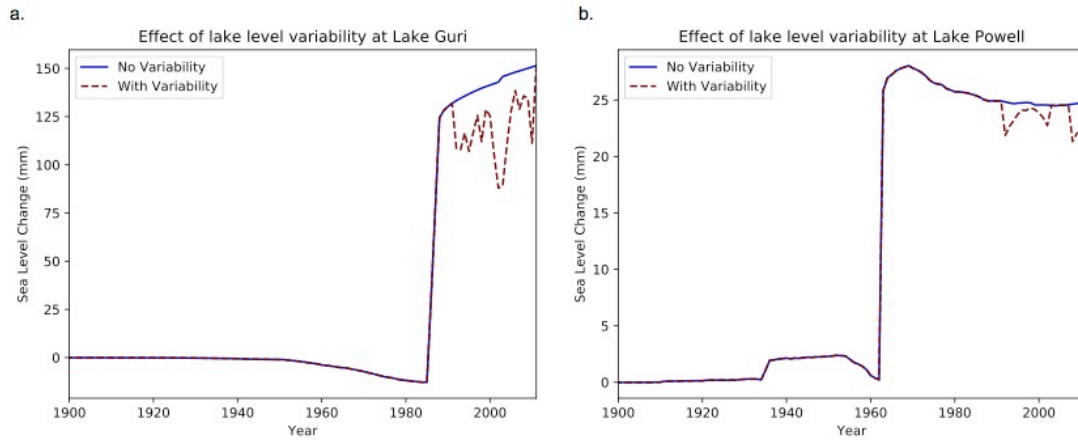 a.
Effect of lake level variability at Lake Guri
No Variability
With Variability
150
125
100
75
50
25
0
Sea Level Change (mm)
1900
1920
1940
1960
1980
2000
Year
b.
Effect of lake level variability at Lake Powell
No Variability
With Variability
25
20
15
10
5
0
Sea Level Change (mm)
1900
1920
1940
1960
1980
2000
Year